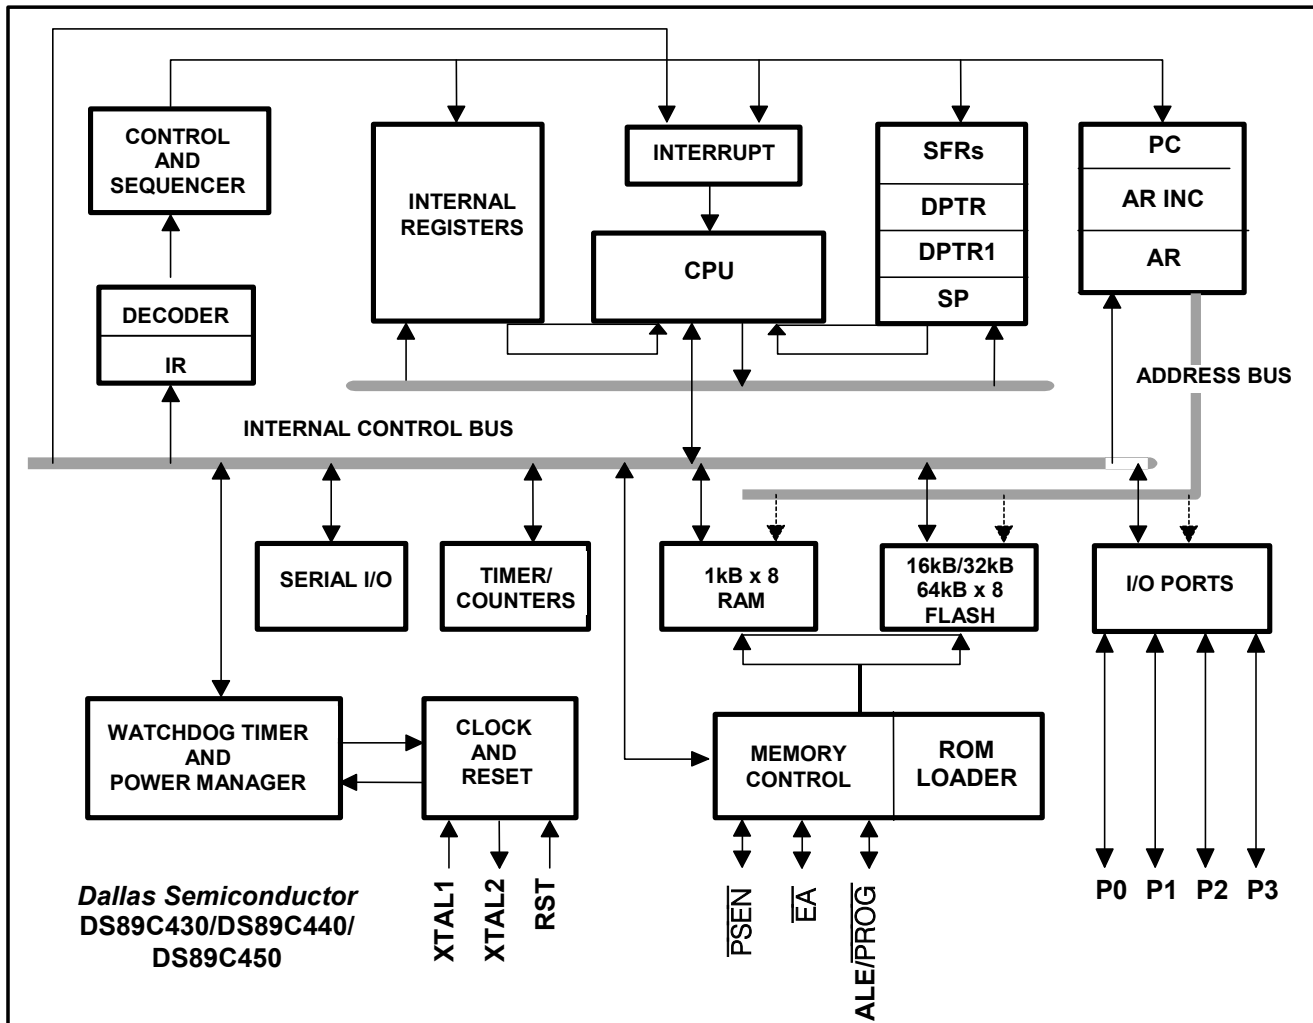 CONTROL
AND
SEQUENCER
INTERNAL
REGISTERS
INTERRUPT
CPU
SFRs
DPTR
DPTR1
SP
PC
AR INC
AR
DECODER
IR
ADDRESS BUS
INTERNAL CONTROL BUS
SERIAL I/O
TIMER/
COUNTERS
1kB x 8
RAM
16kB/32kB
64kB x 8
FLASH
I/O PORTS
WATCHDOG TIMER
AND
POWER MANAGER
CLOCK
AND
RESET
MEMORY
CONTROL
ROM
LOADER
XTAL1
XTAL2
RST
PSEN
EA
ALE/PROG
P0
P1
P2
P3
Dallas Semiconductor
DS89C430/DS89C440/
DS89C450